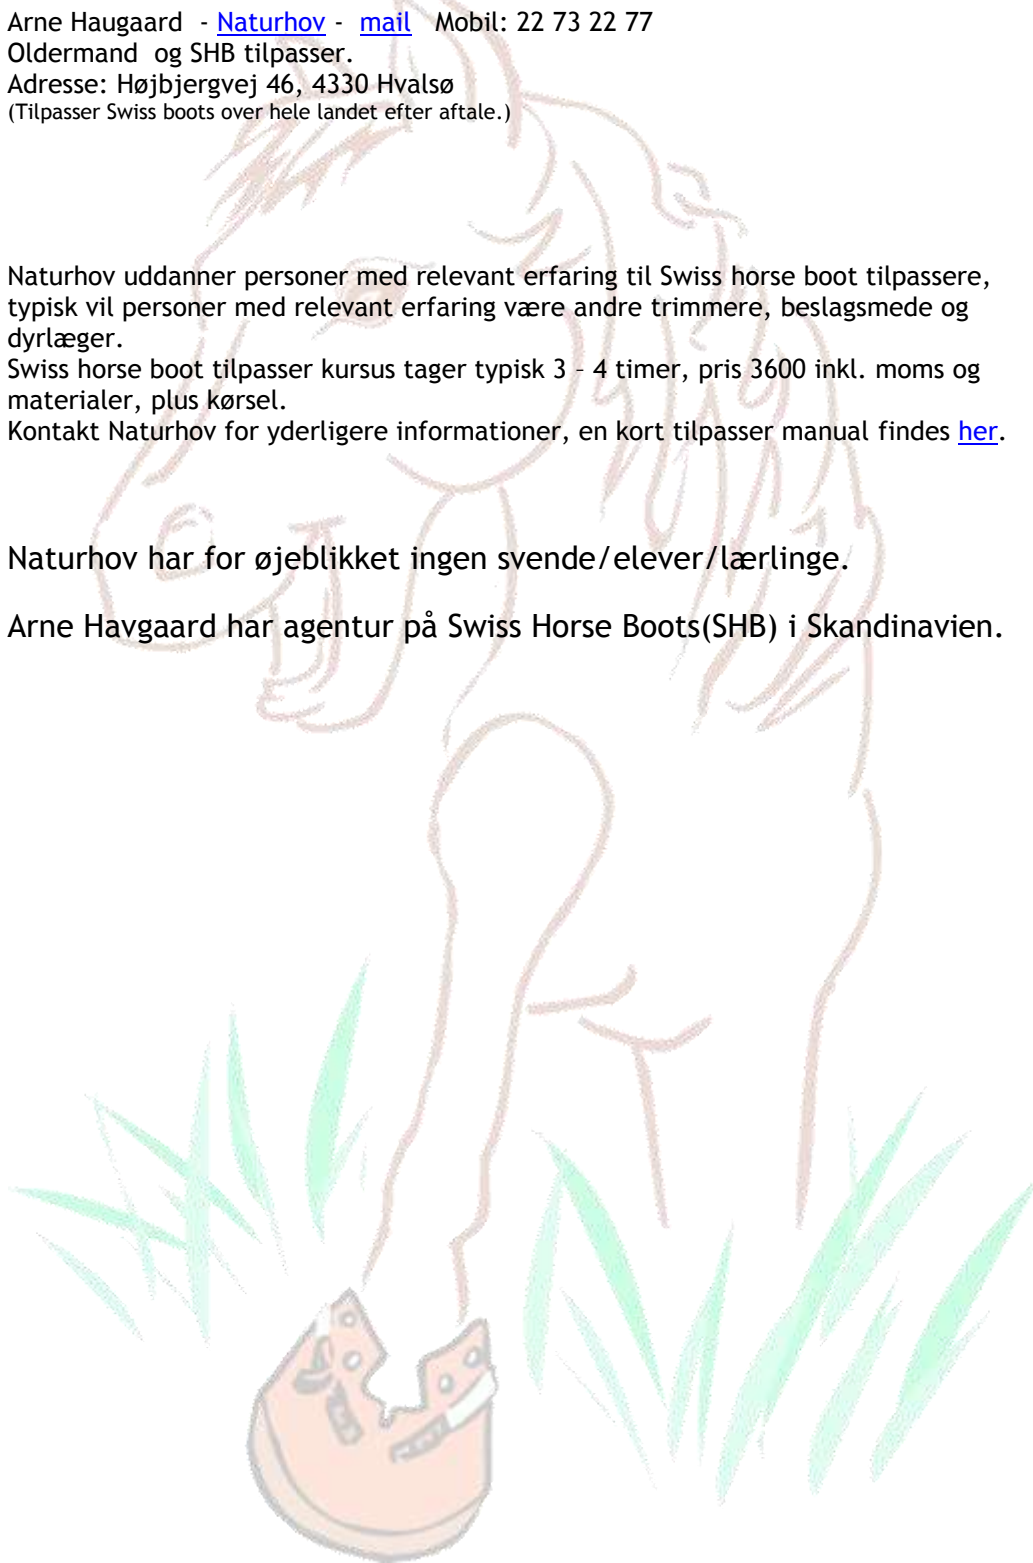 Arne Haugaard - Naturhov - mail Mobil: 22 73 22 77
Oldermand og SHB tilpasser.
Adresse: Højbjergvej 46, 4330 Hvalsø
(Tilpasser Swiss boots over hele landet efter aftale.)
Naturhov uddanner personer med relevant erfaring til Swiss horse boot tilpassere,
typisk vil personer med relevant erfaring være andre trimmere, beslagsmede og
dyrlæger.
Swiss horse boot tilpasser kursus tager typisk 3 – 4 timer, pris 3600 inkl. moms og
materialer, plus kørsel.
Kontakt Naturhov for yderligere informationer, en kort tilpasser manual findes her.
Naturhov har for øjeblikket ingen svende/elever/lærlinge.
Arne Havgaard har agentur på Swiss Horse Boots(SHB) i Skandinavien.